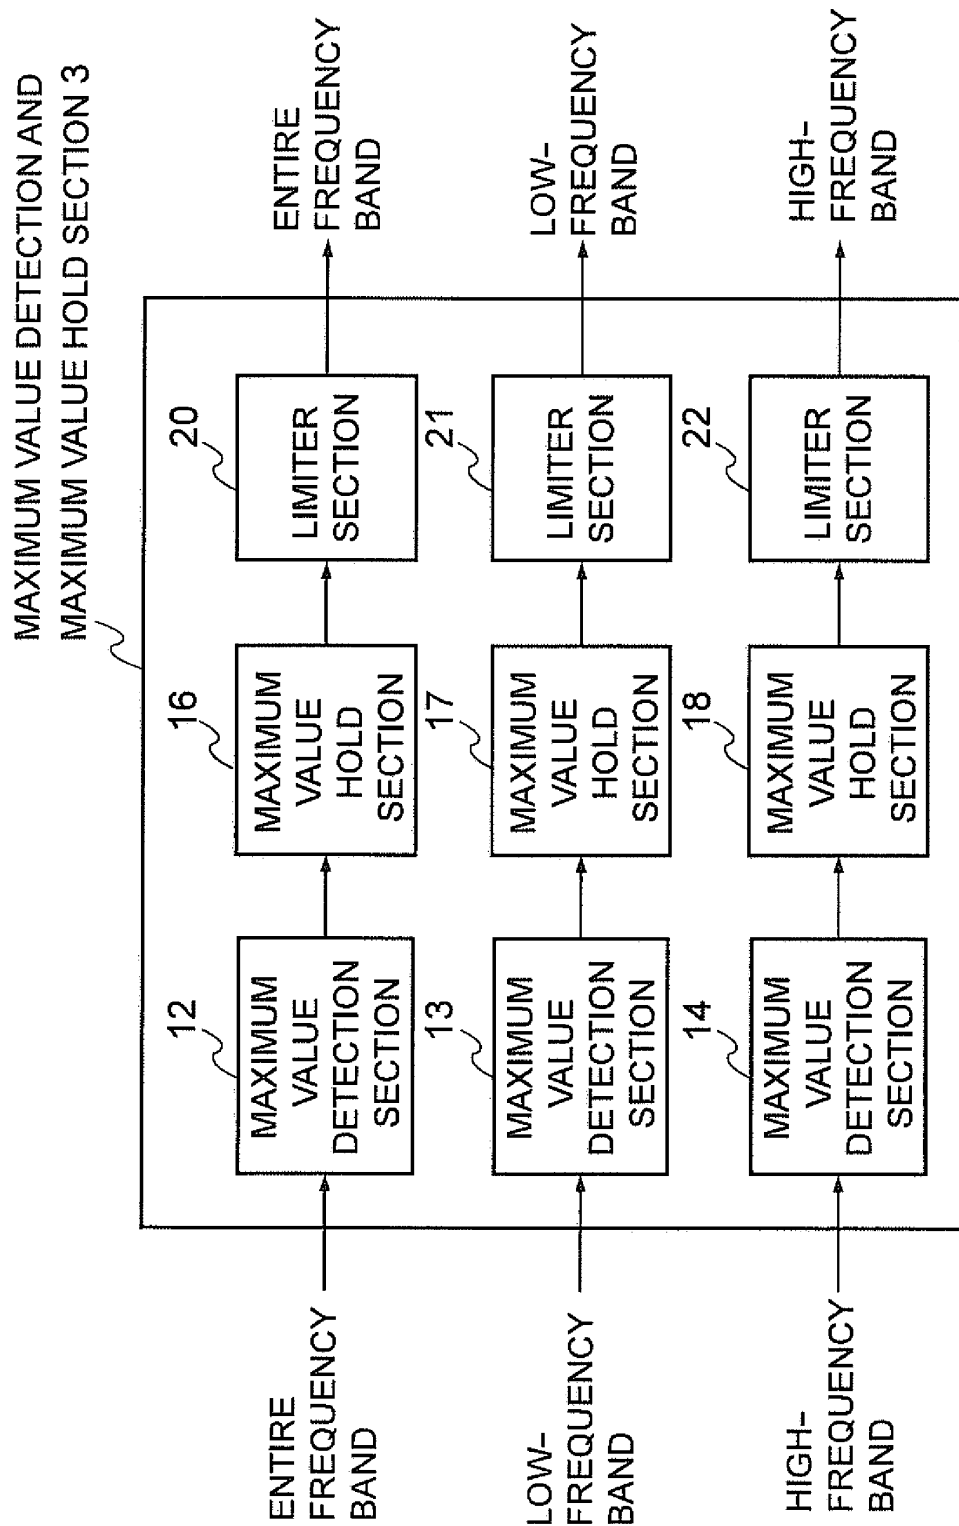 MAXIMUM VALUE DETECTION AND
MAXIMUM VALUE HOLD SECTION 3
ENTIRE
FREQUENCY
BAND
12
MAXIMUM
VALUE
DETECTION
SECTION
16
MAXIMUM
VALUE
HOLD
SECTION
20
LIMITER
SECTION
ENTIRE
FREQUENCY
BAND
LOW-
FREQUENCY
BAND
13
MAXIMUM
VALUE
DETECTION
SECTION
17
MAXIMUM
VALUE
HOLD
SECTION
21
LIMITER
SECTION
LOW-
FREQUENCY
BAND
HIGH-
FREQUENCY
BAND
14
MAXIMUM
VALUE
DETECTION
SECTION
18
MAXIMUM
VALUE
HOLD
SECTION
22
LIMITER
SECTION
HIGH-
FREQUENCY
BAND